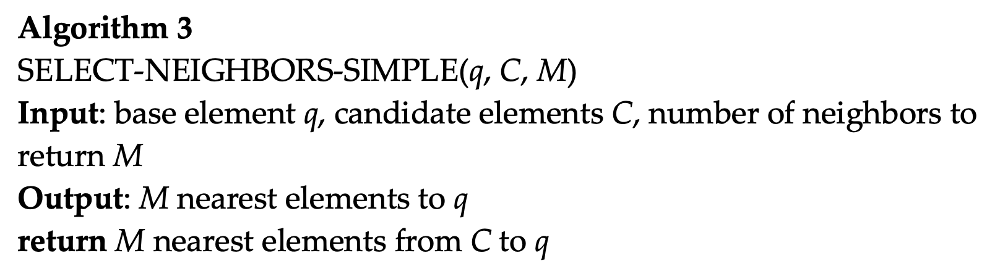 Algorithm 3
SELECT-NEIGHBORS-SIMPLE(q, C, M)
Input: base element q, candidate elements C, number of neighbors to
return M
Output: M nearest elements to q
return M nearest elements from C to q